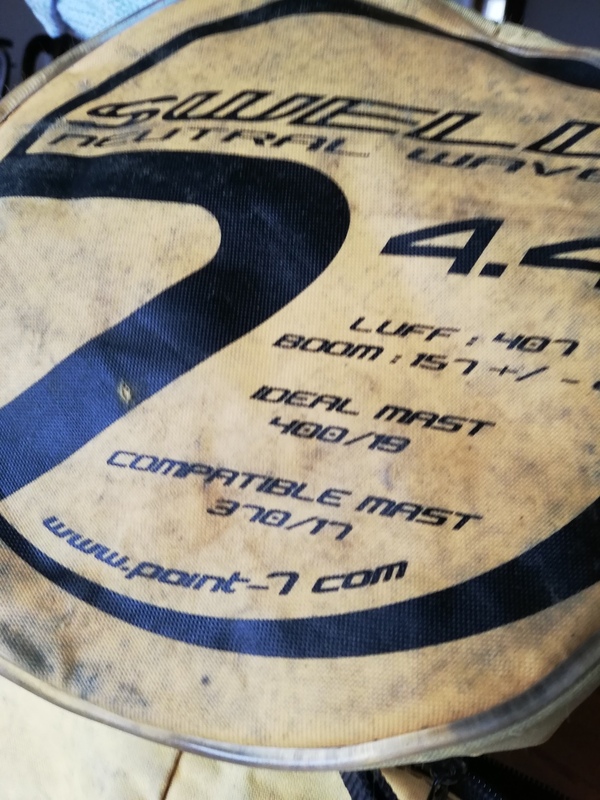 SWELL
NEUTRAL WAVE
4.4
LUFF : 407
BOOM : 157 +/-
IDEAL MAST
400/19
COMPATIBLE MAST
370/17
www.point-7 com